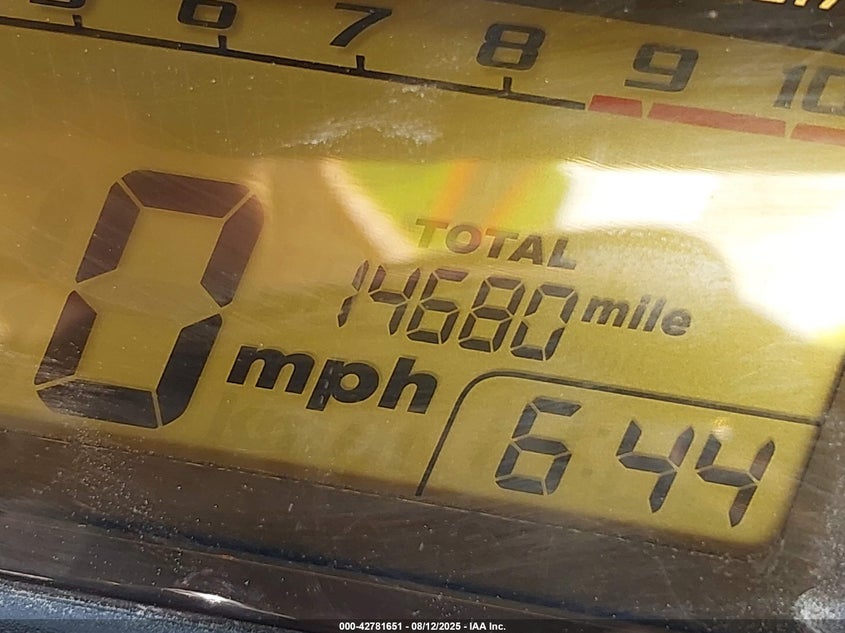 6 7 8 9 10
TOTAL
14680 mile
0 mph
6:44
000-42781651 - 08/12/2025 - IAA Inc.